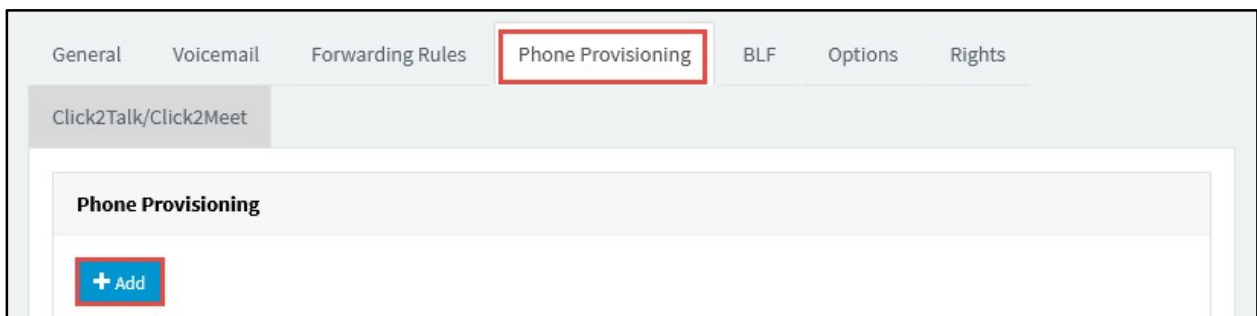 General Voicemail Forwarding Rules Phone Provisioning BLF Options Rights
Click2Talk/Click2Meet
Phone Provisioning
+ Add